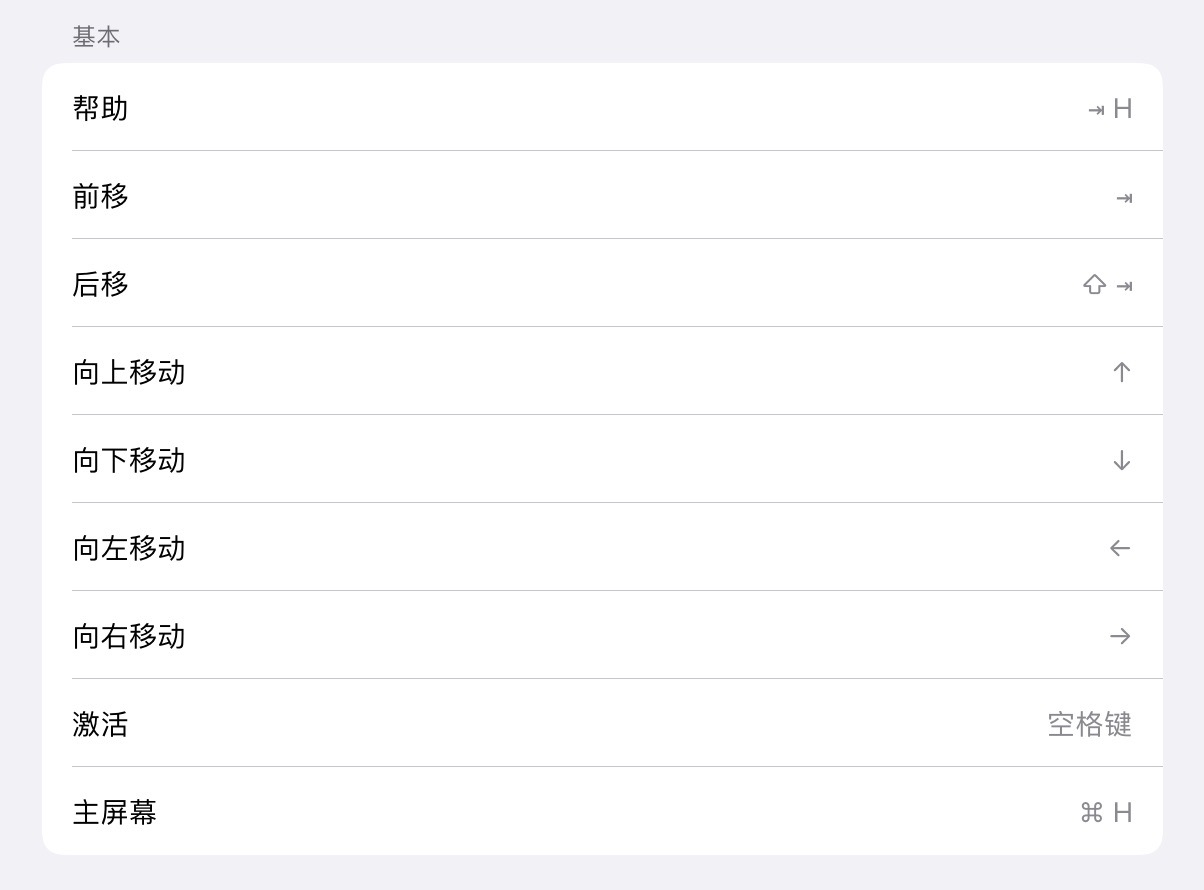 基本
帮助 ⇥ H
前移 ⇥
后移 ⇧ ⇥
向上移动 ↑
向下移动 ↓
向左移动 ←
向右移动 →
激活 空格键
主屏幕 ⌘ H